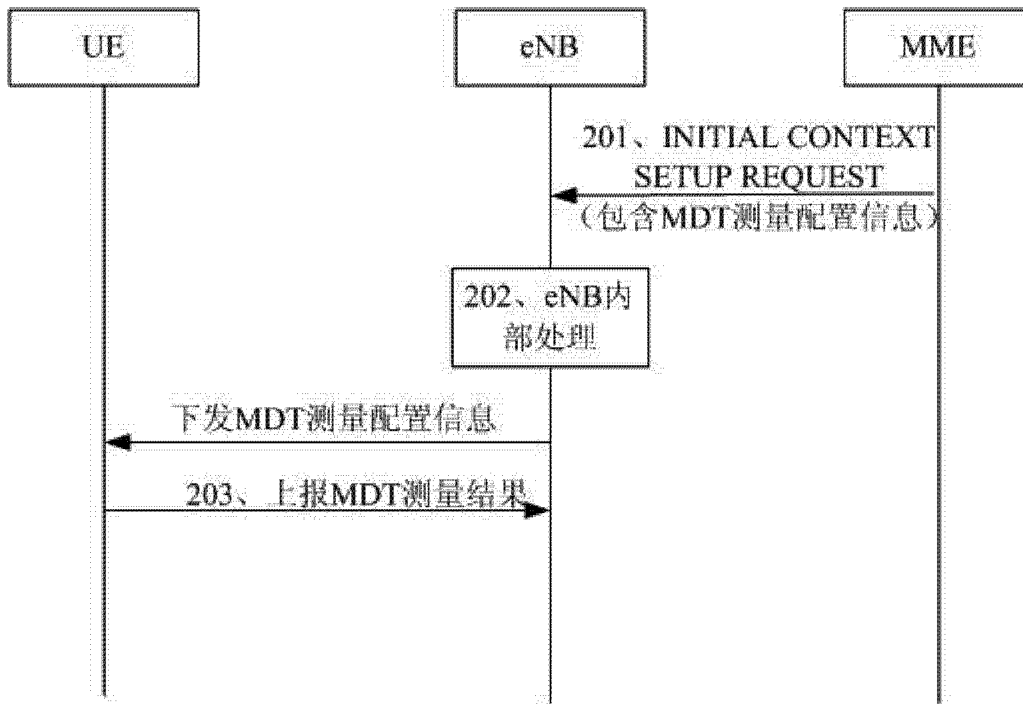 UE
eNB
MME
201、INITIAL CONTEXT
SETUP REQUEST
（包含MDT测量配置信息）
202、eNB内
部处理
下发MDT测量配置信息
203、上报MDT测量结果